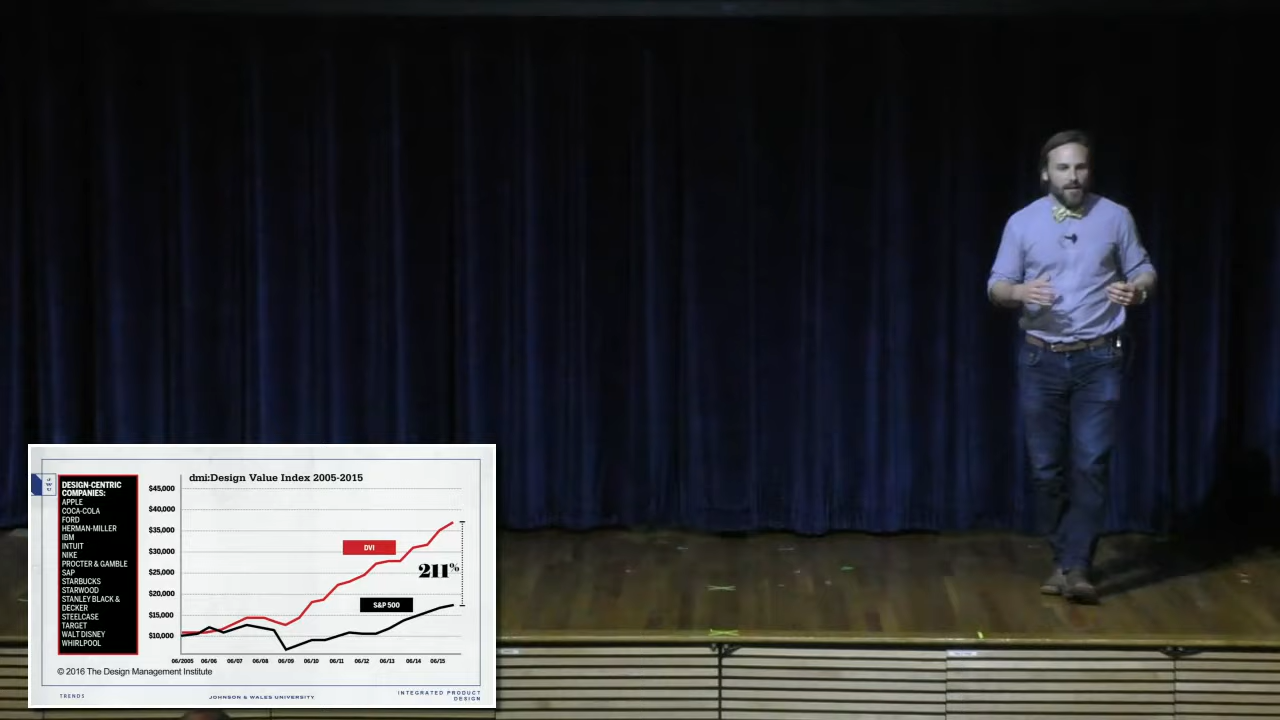 dmi:Design Value Index 2005-2015
J
W
U
DESIGN-CENTRIC
COMPANIES:
APPLE
COCA-COLA
FORD
HERMAN-MILLER
IBM
INTUIT
NIKE
PROCTER & GAMBLE
SAP
STARBUCKS
STARWOOD
STANLEY BLACK &
DECKER
STEELCASE
TARGET
WALT DISNEY
WHIRLPOOL
$45,000
$40,000
$35,000
$30,000
$25,000
$20,000
$15,000
$10,000
DVI
211%
S&P 500
06/2005 06/06 06/07 06/08 06/09 06/10 06/11 06/12 06/13 06/14 06/15
© 2016 The Design Management Institute
TRENDS
JOHNSON & WALES UNIVERSITY
INTEGRATED PRODUCT
DESIGN